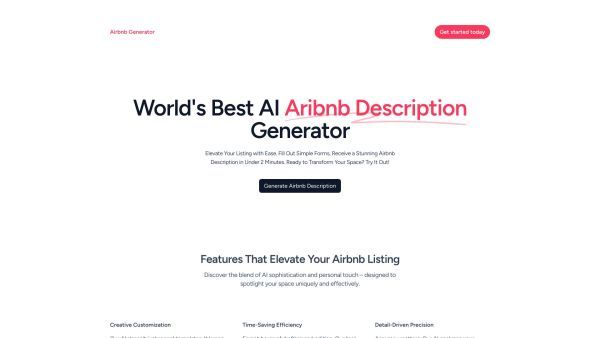 Airbnb Generator
Get started today
World's Best AI Aribnb Description
Generator
Elevate Your Listing with Ease. Fill Out Simple Forms, Receive a Stunning Airbnb
Description in Under 2 Minutes. Ready to Transform Your Space? Try It Out!
Generate Airbnb Description
Features That Elevate Your Airbnb Listing
Discover the blend of AI sophistication and personal touch – designed to
spotlight your space uniquely and effectively.
Creative Customization
Time-Saving Efficiency
Detail-Driven Precision